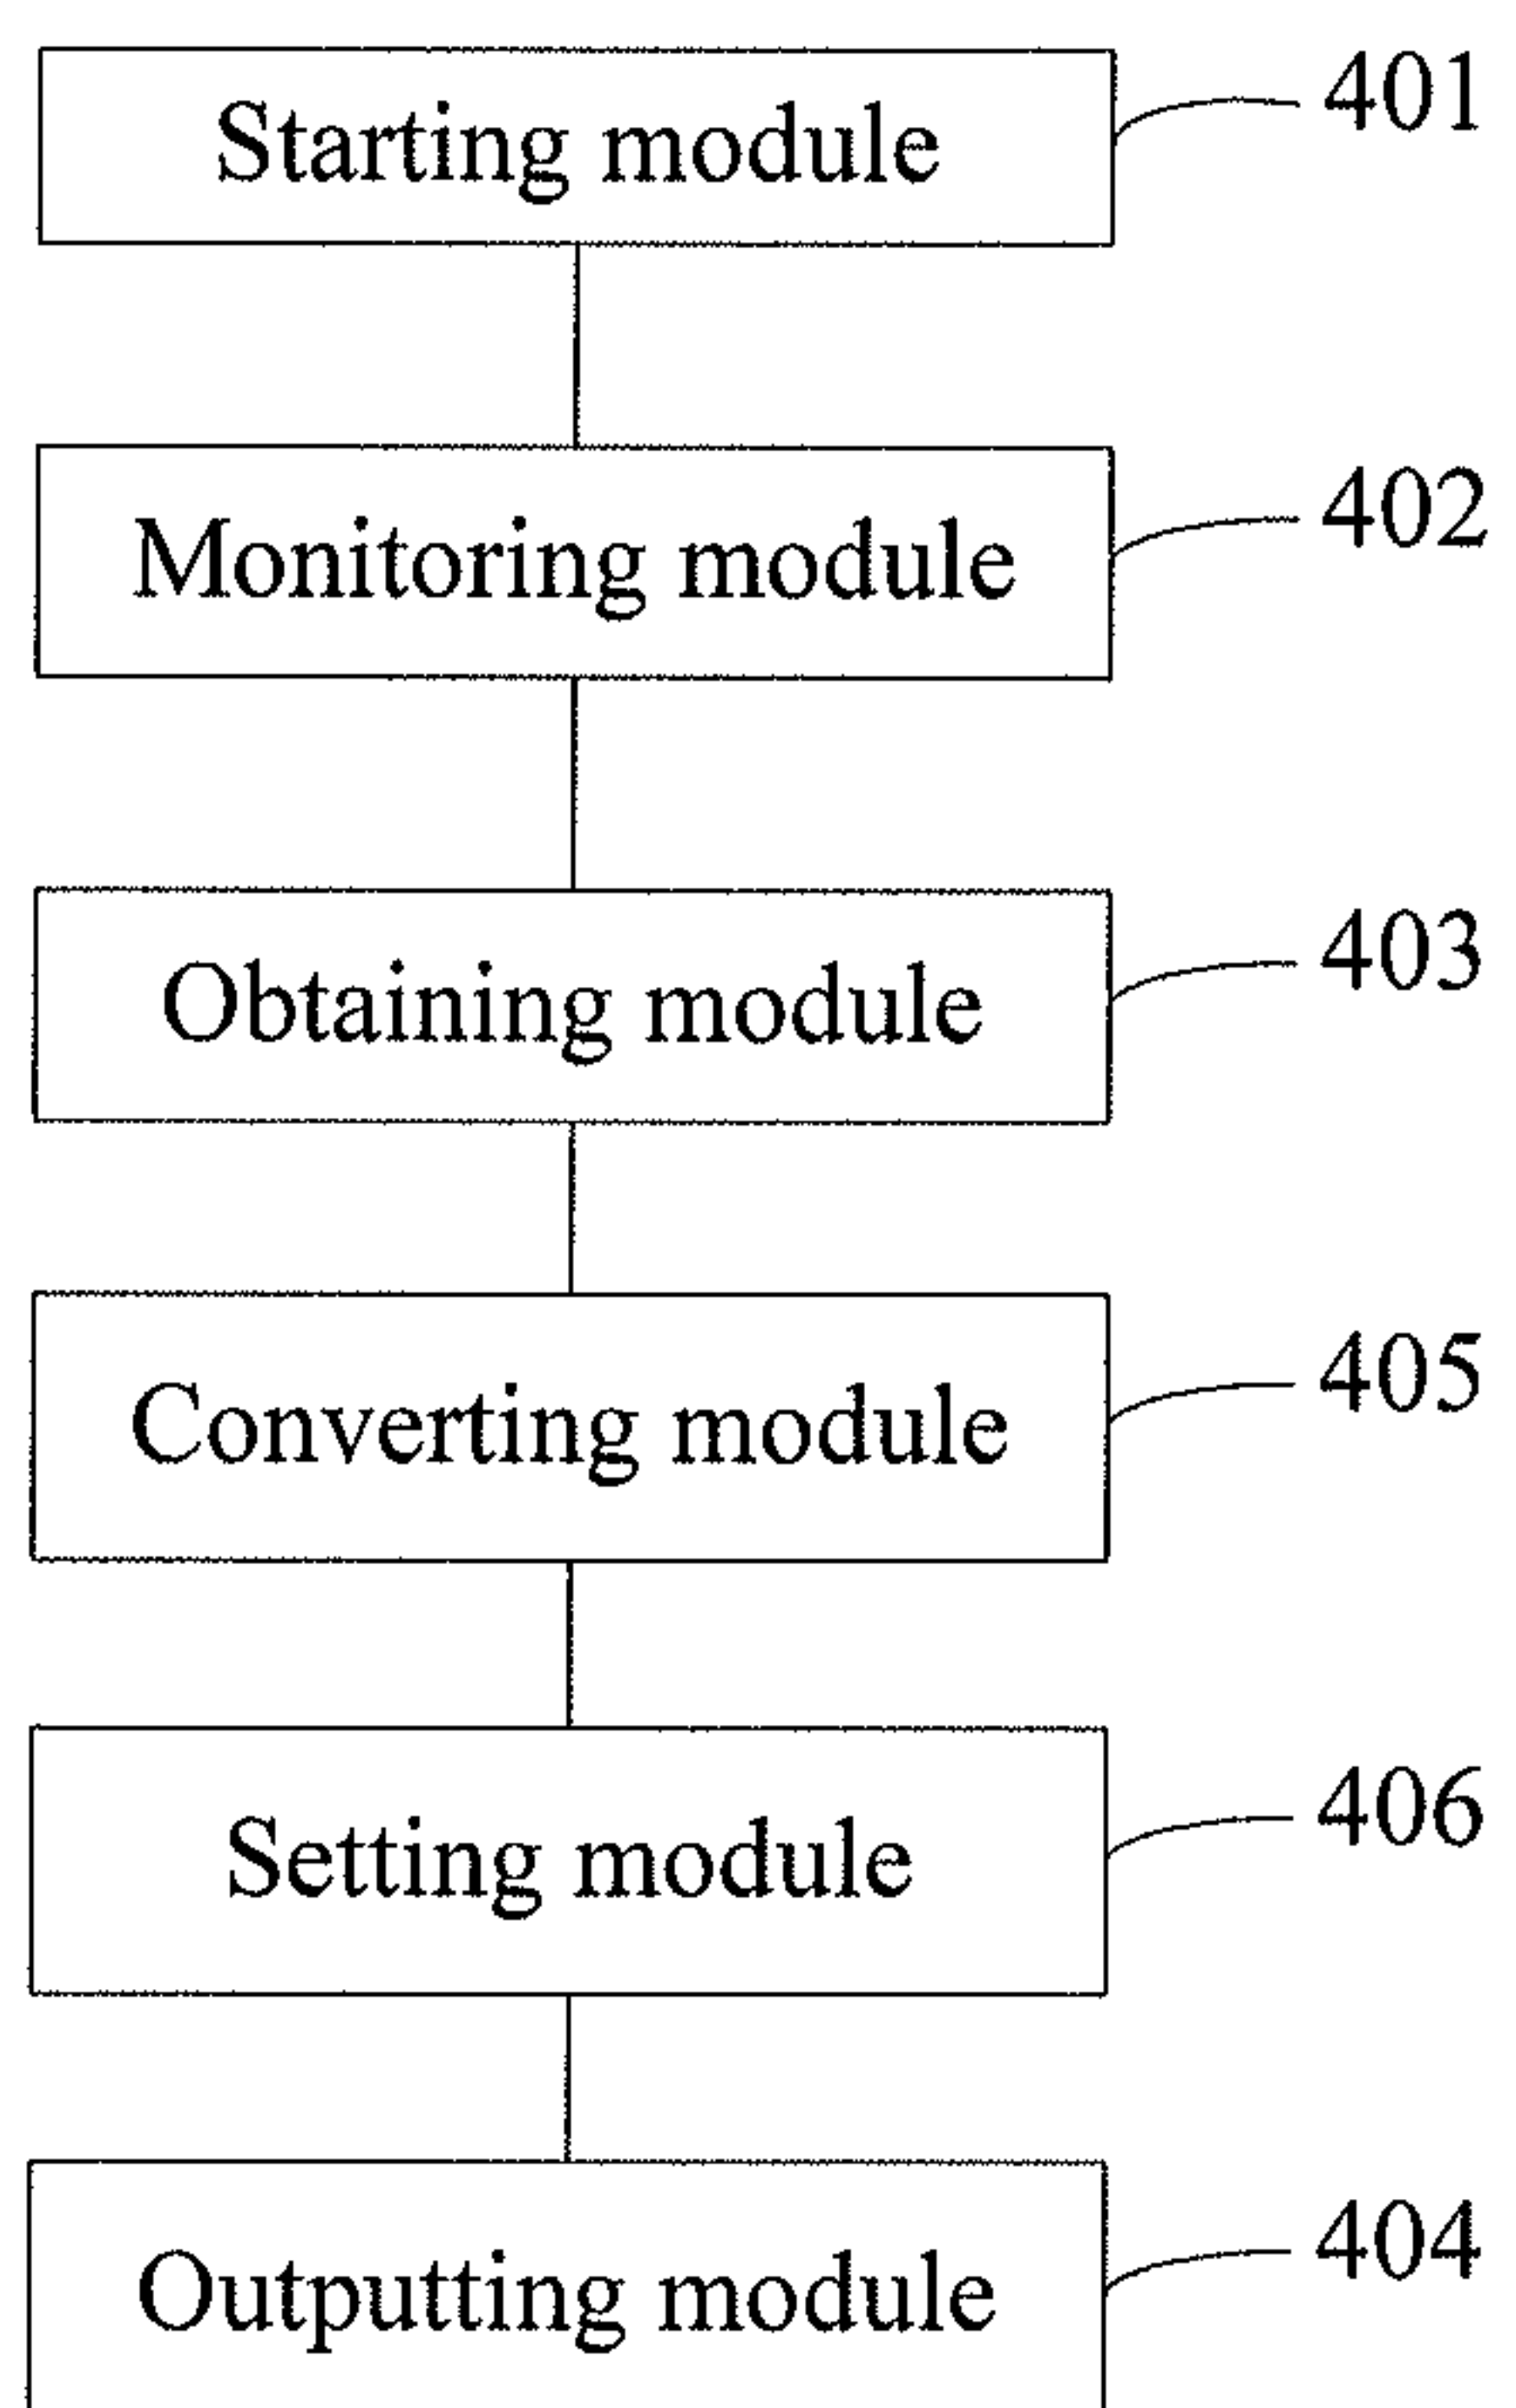 Starting module 401
Monitoring module 402
Obtaining module 403
Converting module 405
Setting module 406
Outputting module 404